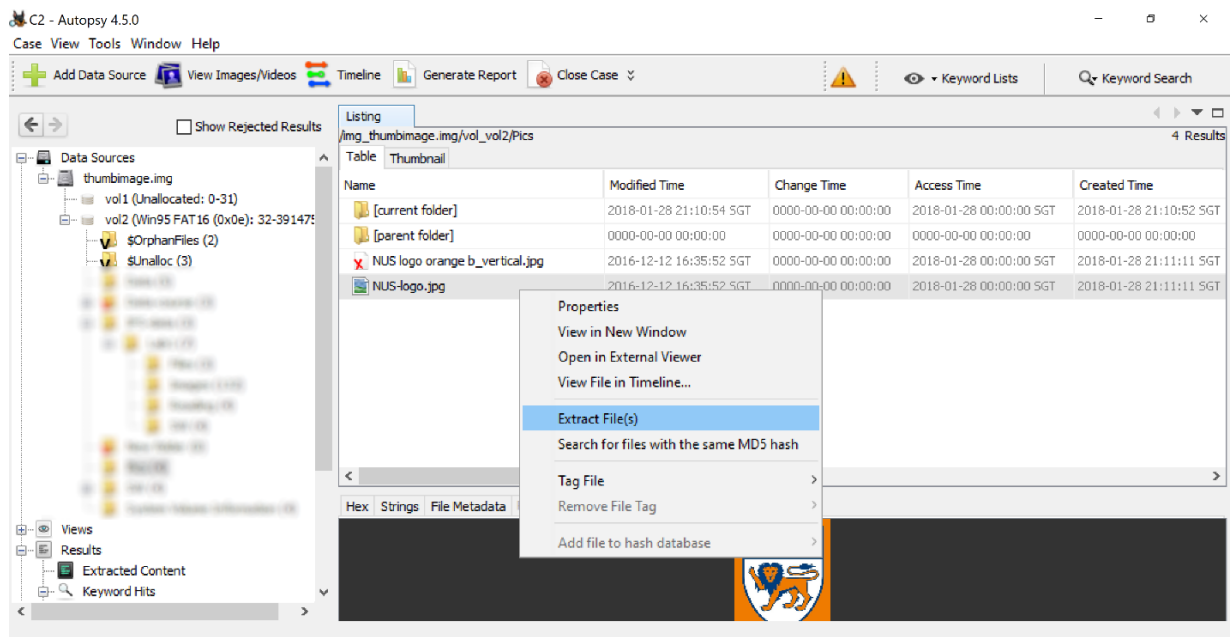 C2 - Autopsy 4.5.0
Case View Tools Window Help
Add Data Source View Images/Videos Timeline Generate Report Close Case Keyword Lists Keyword Search
Show Rejected Results
Listing
/img_thumbimage.img/vol_vol2/Pics
4 Results
Table Thumbnail
Name Modified Time Change Time Access Time Created Time
[current folder] 2018-01-28 21:10:54 SGT 0000-00-00 00:00:00 2018-01-28 00:00:00 SGT 2018-01-28 21:10:52 SGT
[parent folder] 0000-00-00 00:00:00 0000-00-00 00:00:00 0000-00-00 00:00:00 0000-00-00 00:00:00
NUS logo orange b_vertical.jpg 2016-12-12 16:35:52 SGT 0000-00-00 00:00:00 2018-01-28 00:00:00 SGT 2018-01-28 21:11:11 SGT
NUS-logo.jpg 2016-12-12 16:35:52 SGT 0000-00-00 00:00:00 2018-01-28 00:00:00 SGT 2018-01-28 21:11:11 SGT
Data Sources
thumbimage.img
vol1 (Unallocated: 0-31)
vol2 (Win95 FAT16 (0x0e): 32-391475
$OrphanFiles (2)
$Unalloc (3)
Views
Results
Extracted Content
Keyword Hits
Properties
View in New Window
Open in External Viewer
View File in Timeline...
Extract File(s)
Search for files with the same MD5 hash
Tag File
Remove File Tag
Add file to hash database
Hex Strings File Metadata